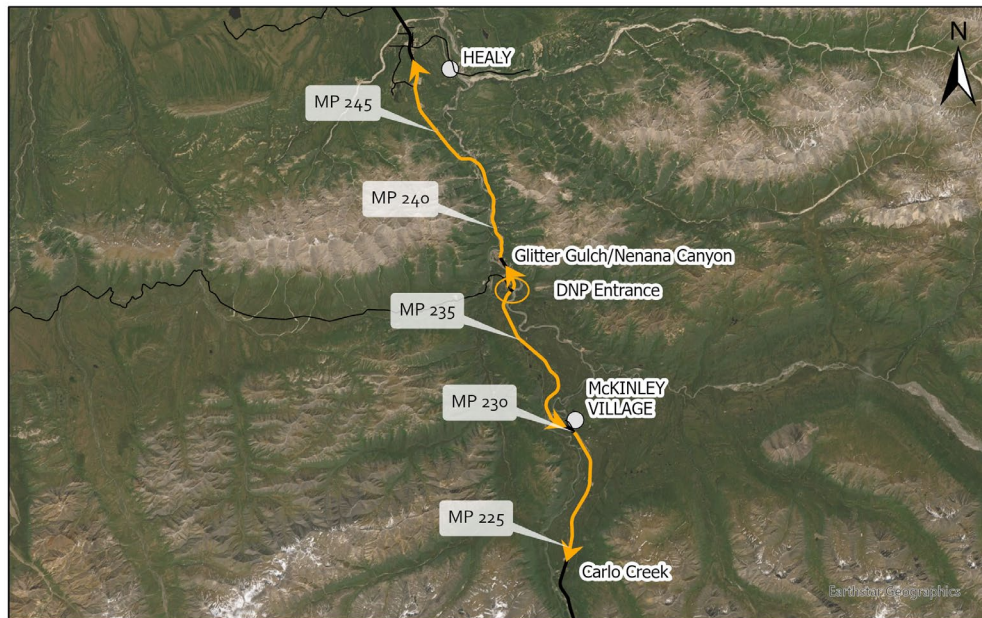 N
HEALY
MP 245
MP 240
Glitter Gulch/Nenana Canyon
DNP Entrance
MP 235
McKINLEY
VILLAGE
MP 230
MP 225
Carlo Creek
Earthstar Geographics